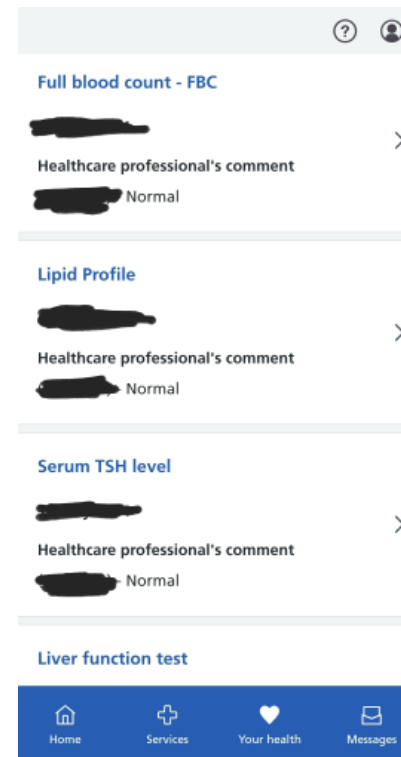 Full blood count - FBC
Healthcare professional's comment
Normal
Lipid Profile
Healthcare professional's comment
Normal
Serum TSH level
Healthcare professional's comment
Normal
Liver function test
Home Services Your health Messages